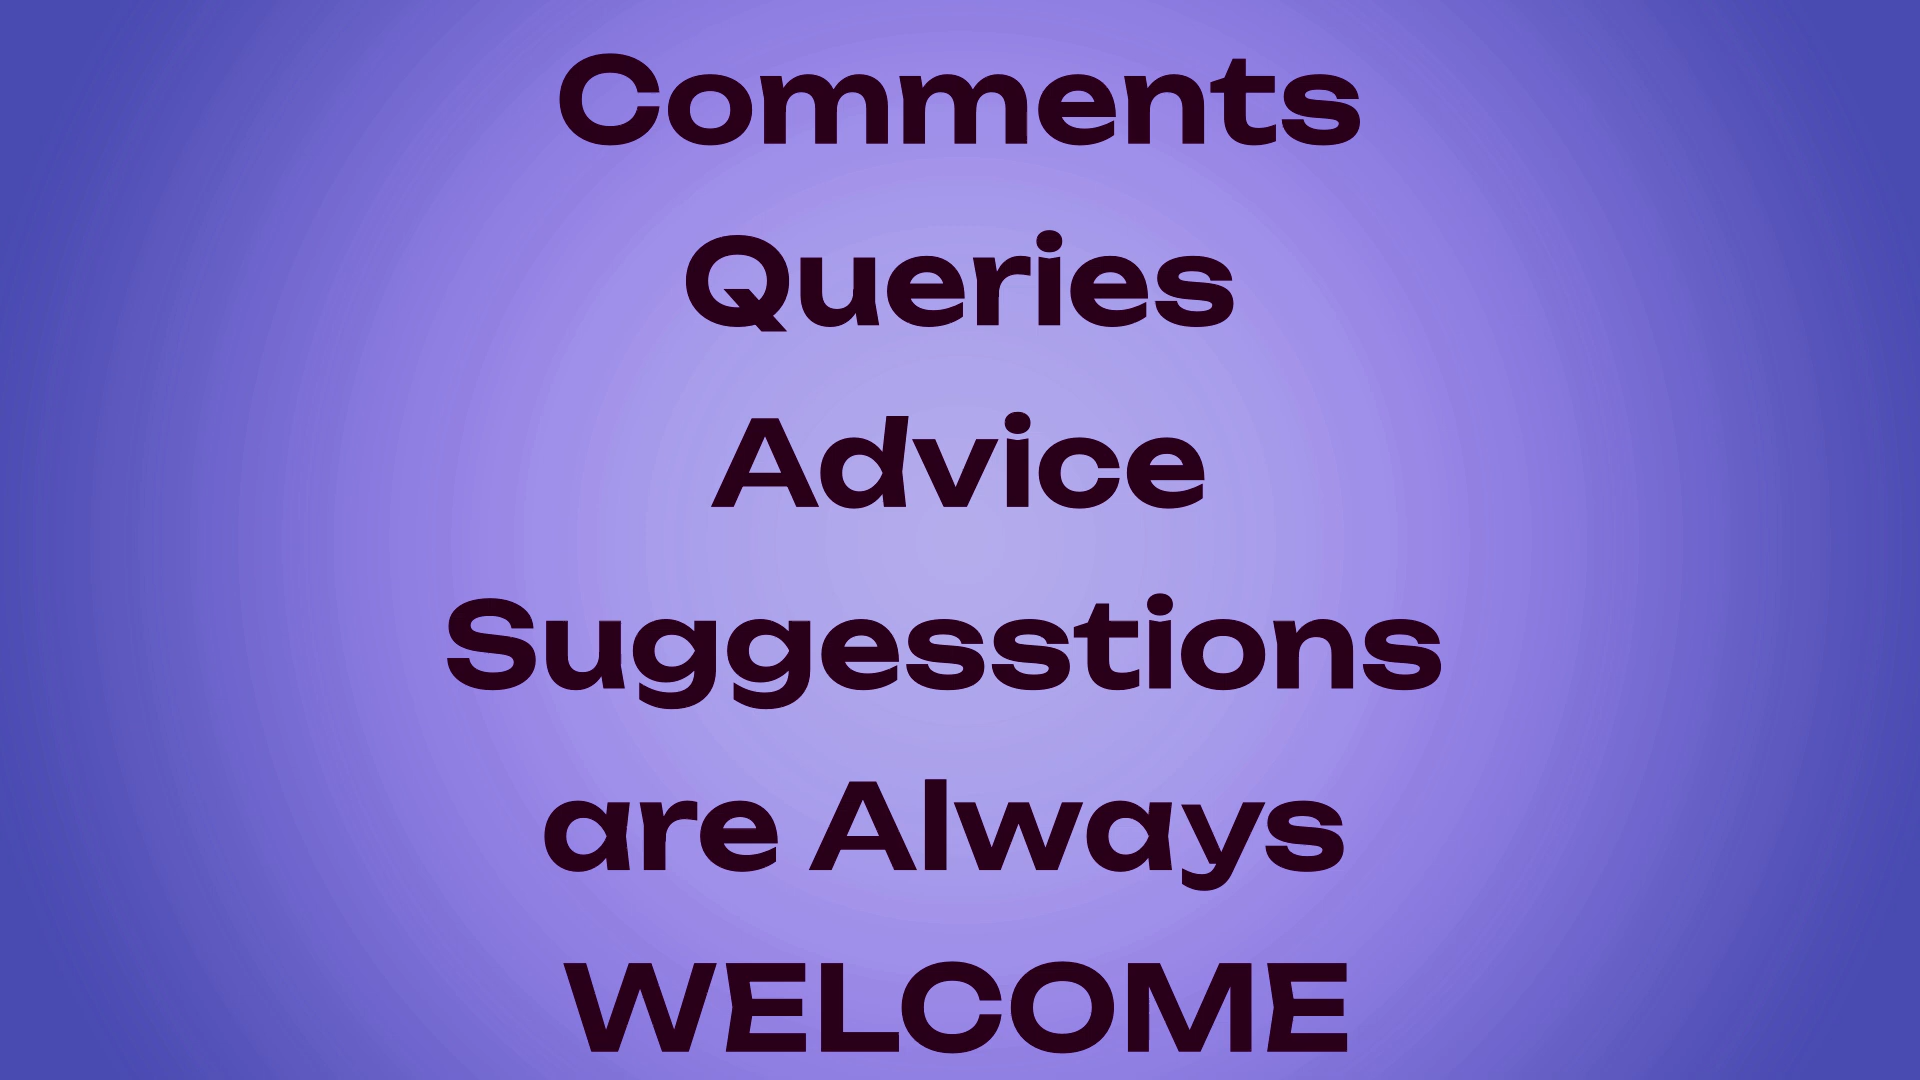 Comments
Queries
Advice
Suggesstions
are Always
WELCOME